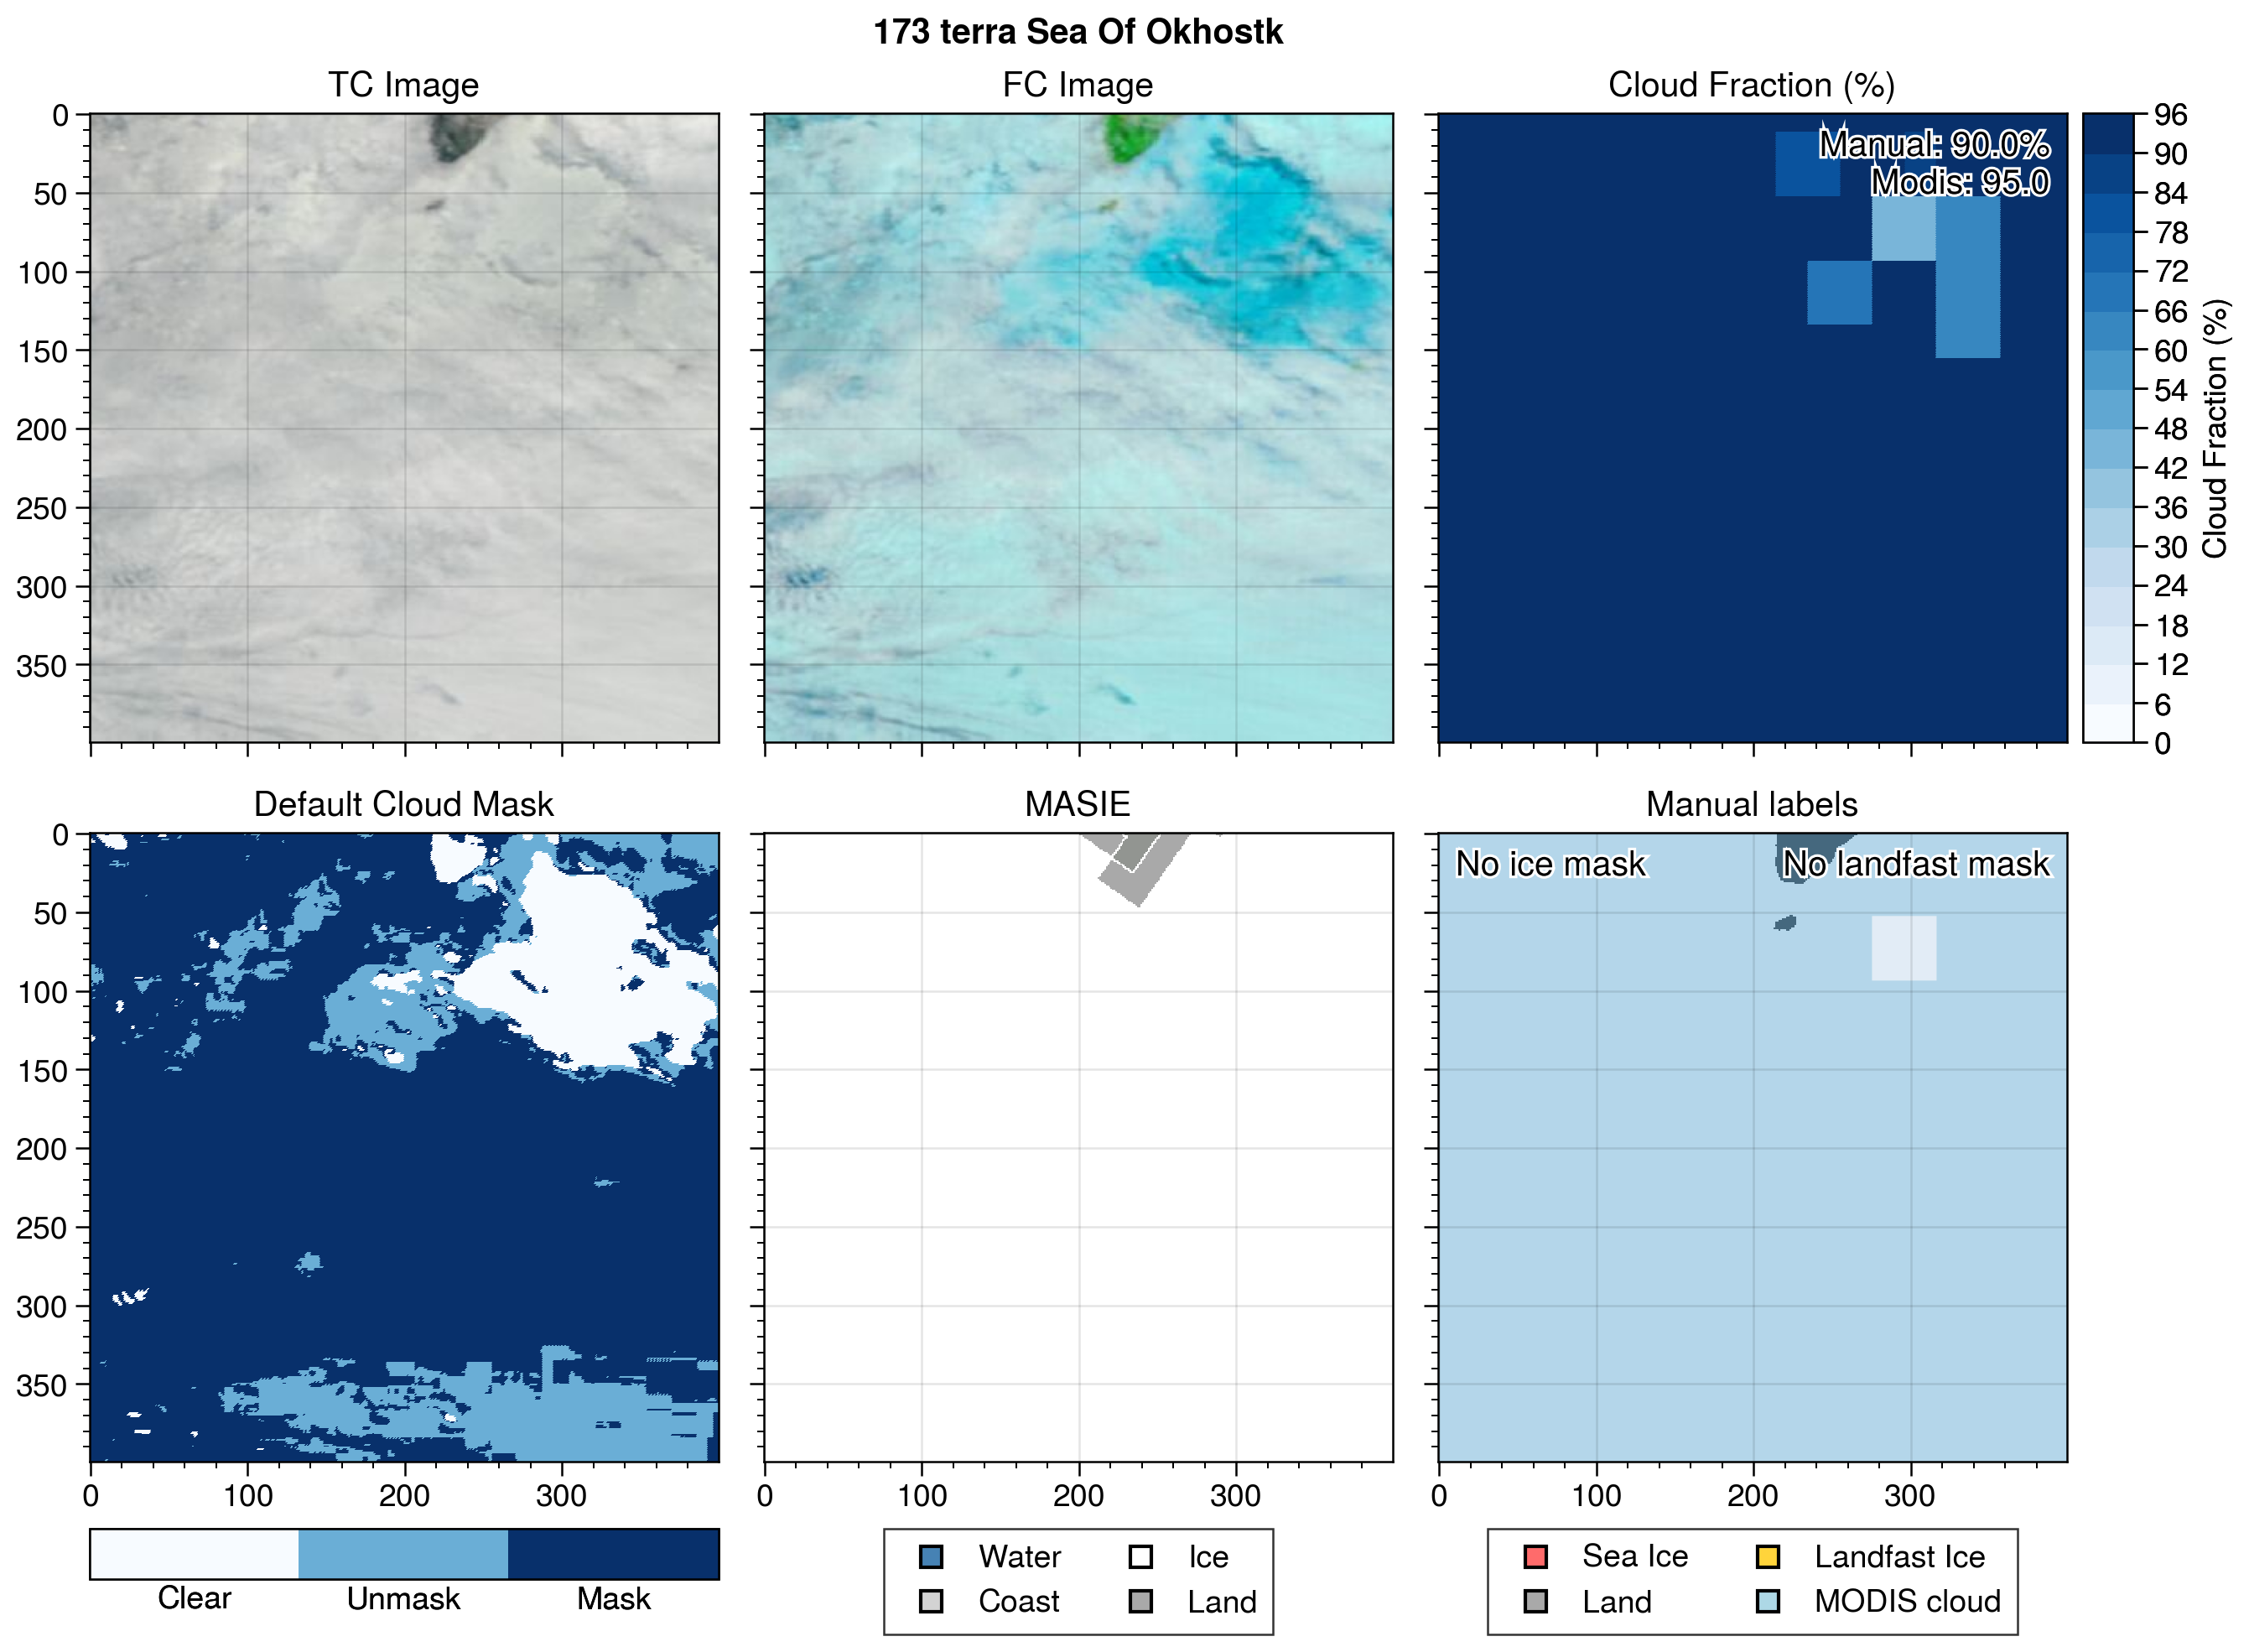 173 terra Sea Of Okhostk
TC Image
FC Image
Cloud Fraction (%)
0
50
100
150
200
250
300
350
Manual: 90.0%
Modis: 95.0
96
90
84
78
72
66
60
54
48
42
36
30
24
18
12
6
0
Cloud Fraction (%)
Default Cloud Mask
MASIE
Manual labels
0
50
100
150
200
250
300
350
No ice mask
No landfast mask
0 100 200 300
0 100 200 300
0 100 200 300
Clear Unmask Mask
Water Ice
Coast Land
Sea Ice Landfast Ice
Land MODIS cloud